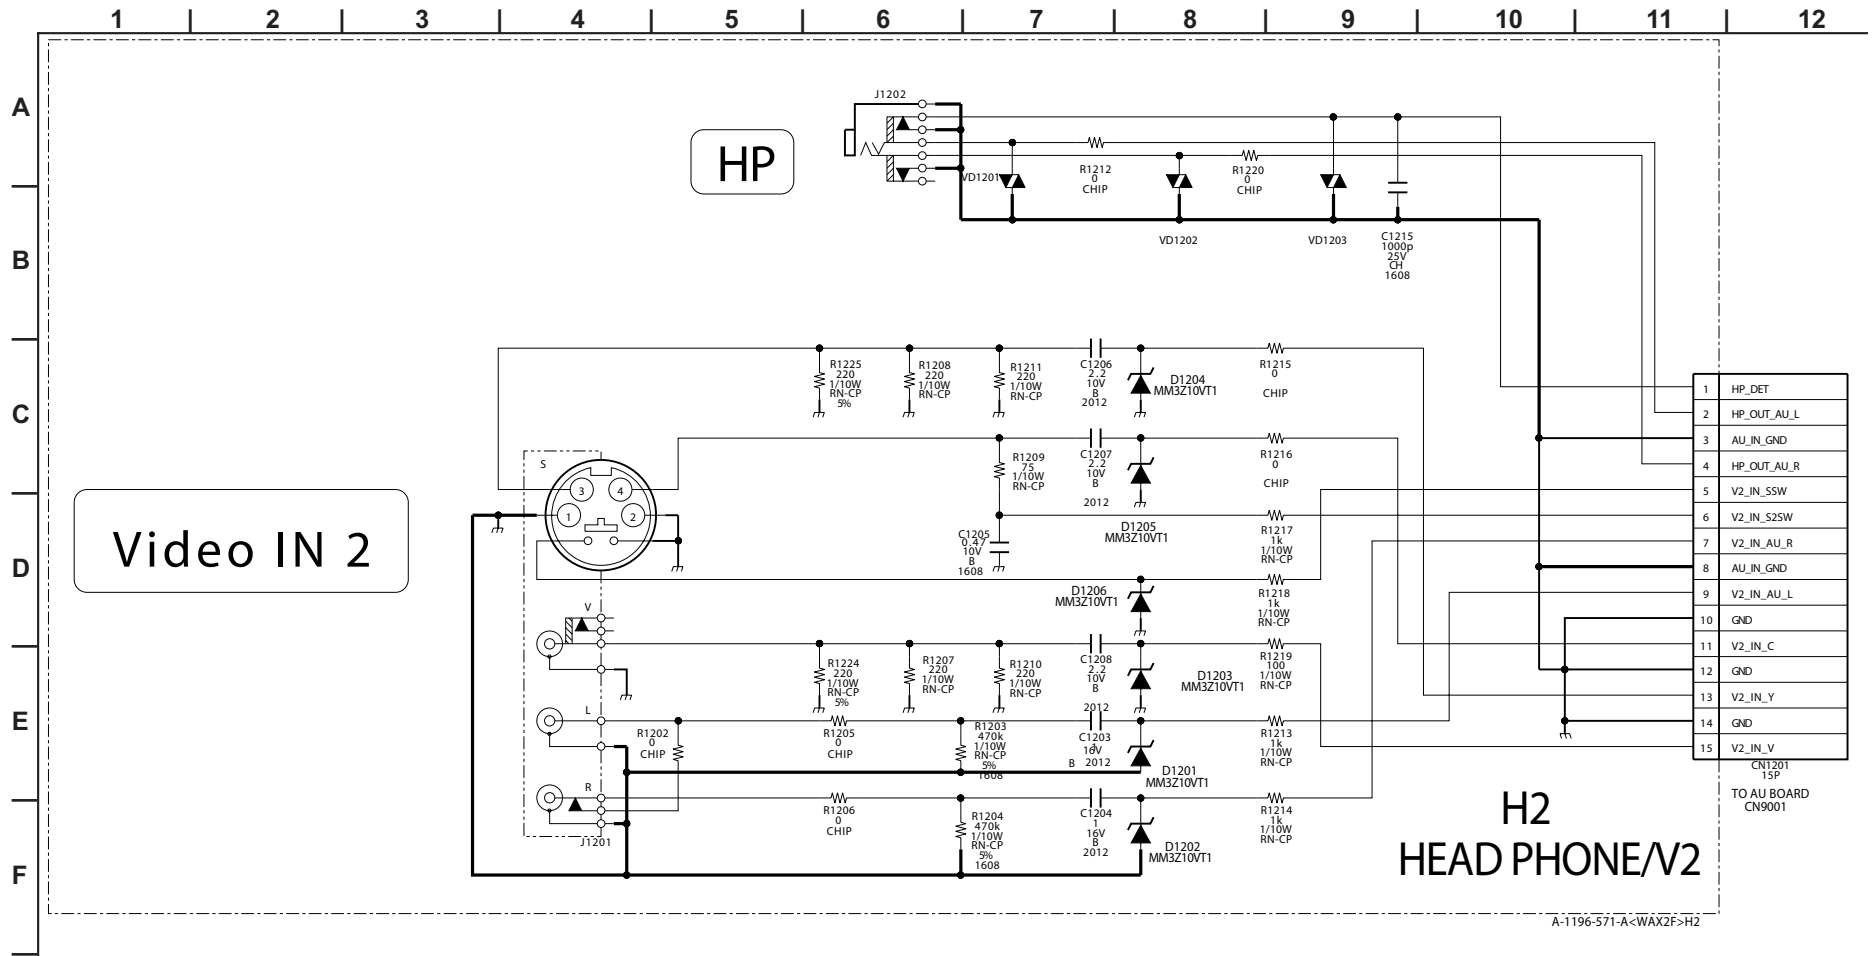 1 2 3 4 5 6 7 8 9 10 11 12
A
B
C
D
E
F
HP
J1202
VD1201
R1212
0
CHIP
R1220
0
CHIP
VD1202
VD1203
C1215
1000p
25V
CH
1608
Video IN 2
R1225
220
1/10W
RN-CP
5%
R1208
220
1/10W
RN-CP
R1211
220
1/10W
RN-CP
C1206
2.2
10V
B
2012
D1204
MM3Z10VT1
R1215
0
CHIP
S
3
4
1
2
R1209
75
1/10W
RN-CP
C1207
2.2
10V
B
2012
D1205
MM3Z10VT1
R1216
0
CHIP
C1205
0.47
10V
B
1608
R1217
1k
1/10W
RN-CP
D1206
MM3Z10VT1
R1218
1k
1/10W
RN-CP
V
R1224
220
1/10W
RN-CP
5%
R1207
220
1/10W
RN-CP
R1210
220
1/10W
RN-CP
C1208
2.2
10V
B
2012
D1203
MM3Z10VT1
R1219
100
1/10W
RN-CP
L
R1202
0
CHIP
R1205
0
CHIP
R1203
470k
1/10W
RN-CP
5%
1608
C1203
1
16V
B
2012
D1201
MM3Z10VT1
R1213
1k
1/10W
RN-CP
R
J1201
R1206
0
CHIP
R1204
470k
1/10W
RN-CP
5%
1608
C1204
1
16V
B
2012
D1202
MM3Z10VT1
R1214
1k
1/10W
RN-CP
1 HP_DET
2 HP_OUT_AU_L
3 AU_IN_GND
4 HP_OUT_AU_R
5 V2_IN_SSW
6 V2_IN_S2SW
7 V2_IN_AU_R
8 AU_IN_GND
9 V2_IN_AU_L
10 GND
11 V2_IN_C
12 GND
13 V2_IN_Y
14 GND
15 V2_IN_V
CN1201
15P
TO AU BOARD
CN9001
H2
HEAD PHONE/V2
A-1196-571-A<WAX2F>H2